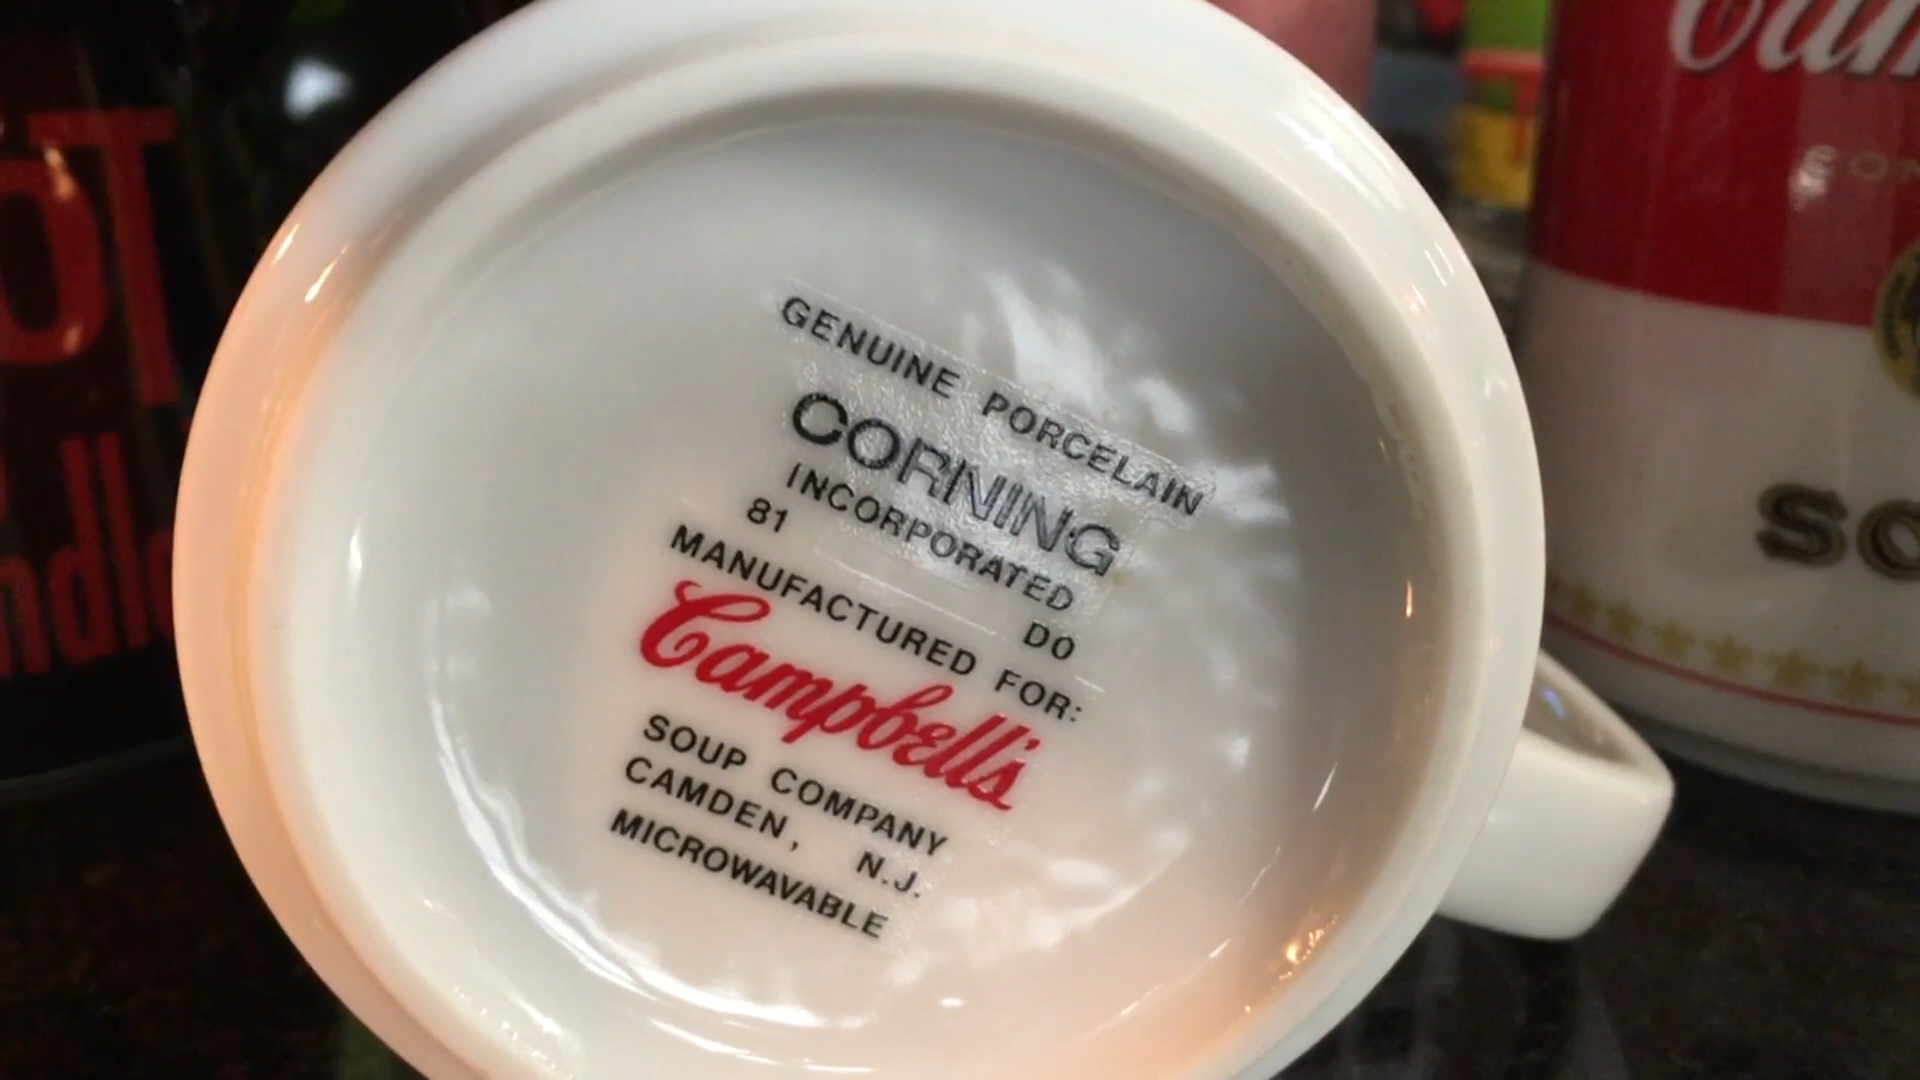 GENUINE PORCELAIN
CORNING
INCORPORATED
81 DO
MANUFACTURED FOR:
Campbell's
SOUP COMPANY
CAMDEN, N.J.
MICROWAVABLE